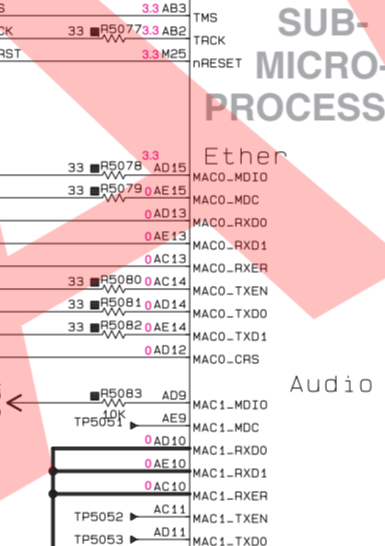 S 3.3 AB3 TMS
SUB-
CK 33 ■R5077 3.3 AB2 TRCK
MICRO-
RST 3.3 M25 nRESET
PROCESS
3.3 Ether
33 ■R5078 AD15 MAC0_MDIO
33 ■R5079 0 AE15 MAC0_MDC
0 AD13 MAC0_RXD0
0 AE13 MAC0_RXD1
0 AC13 MAC0_RXER
33 ■R5080 0 AC14 MAC0_TXEN
33 ■R5081 0 AD14 MAC0_TXD0
33 ■R5082 0 AE14 MAC0_TXD1
0 AD12 MAC0_CRS
Audio
■R5083 AD9 MAC1_MDIO
10K
TP5051 AE9 MAC1_MDC
0 AD10 MAC1_RXD0
0 AE10 MAC1_RXD1
0 AC10 MAC1_RXER
TP5052 AC11 MAC1_TXEN
TP5053 AD11 MAC1_TXD0